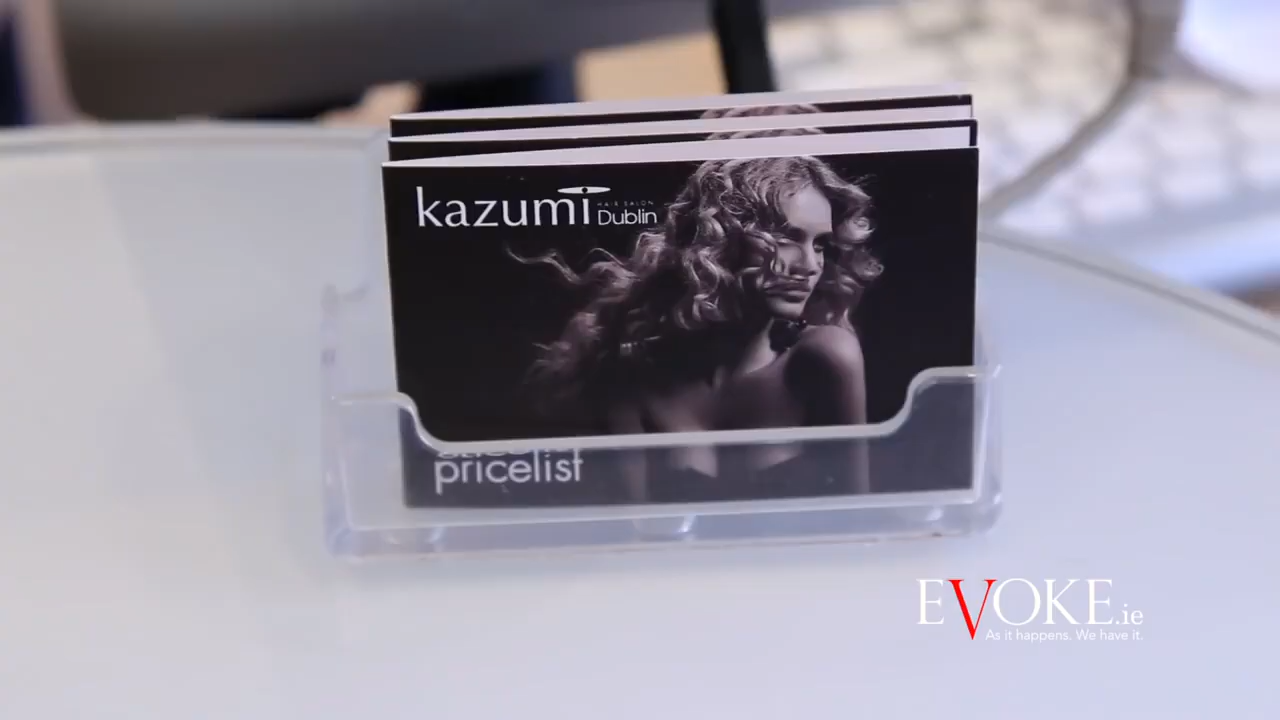 kazumi
HAIR SALON
Dublin
pricelist
EVOKE.ie
As it happens. We have it.